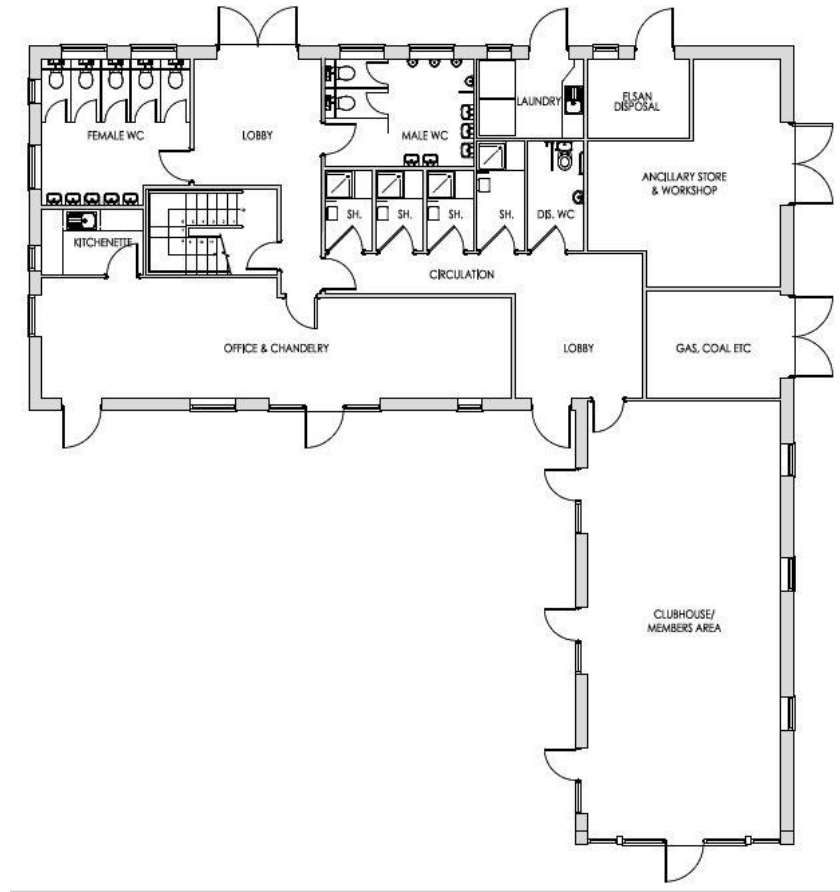 LAUNDRY
ELSAN
DISPOSAL
FEMALE WC
LOBBY
MALE WC
ANCILLARY STORE
& WORKSHOP
SH.
SH.
SH.
SH.
DIS. WC
KITCHENETTE
CIRCULATION
OFFICE & CHANDELRY
LOBBY
GAS, COAL ETC
CLUBHOUSE/
MEMBERS AREA